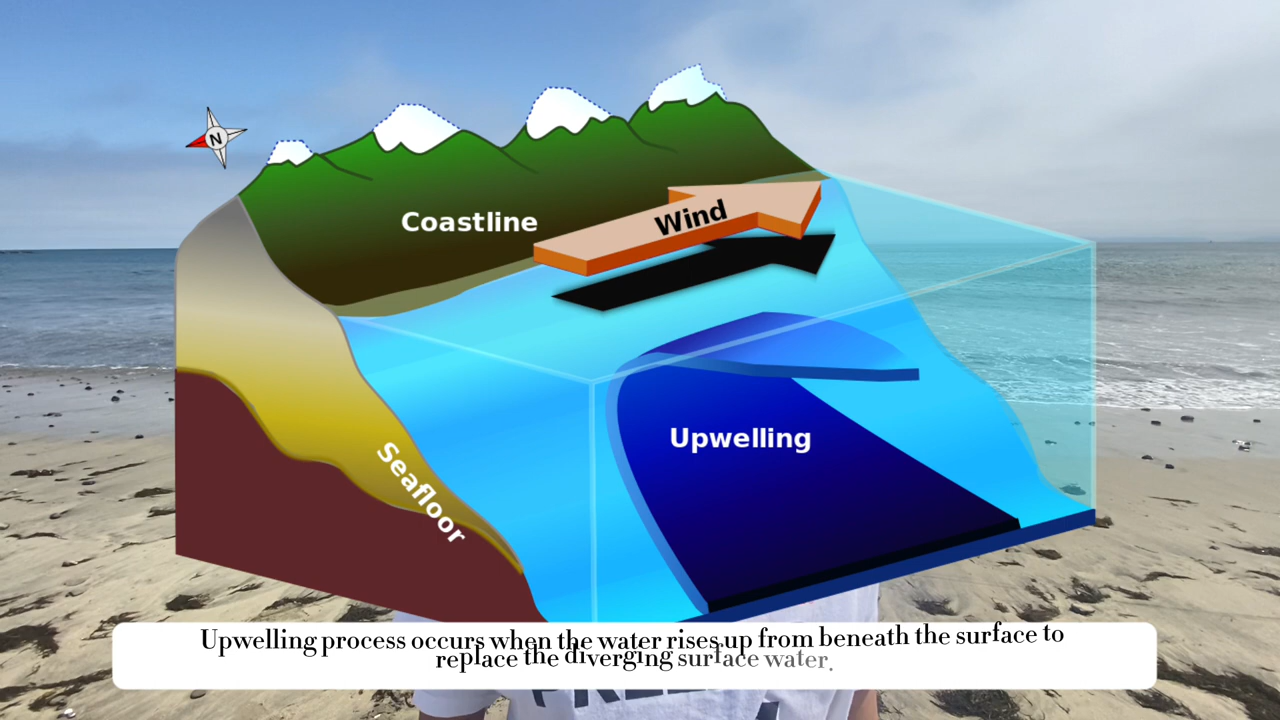 N
Coastline
Wind
Upwelling
Seafloor
Upwelling process occurs when the water rises up from beneath the surface to
replace the diverging surface water.